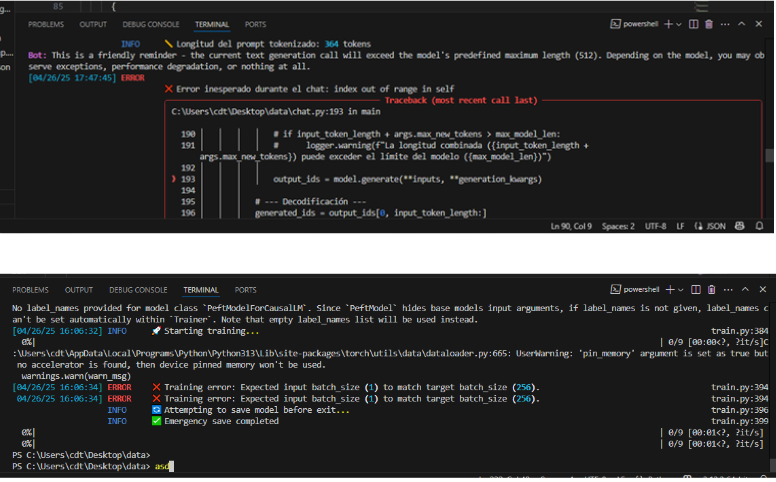 85 {
PROBLEMS OUTPUT DEBUG CONSOLE TERMINAL PORTS powershell
INFO Longitud del prompt tokenizado: 364 tokens
Bot: This is a friendly reminder - the current text generation call will exceed the model's predefined maximum length (512). Depending on the model, you may ob
serve exceptions, performance degradation, or nothing at all.
[04/26/25 17:47:45] ERROR
❌ Error inesperado durante el chat: index out of range in self
Traceback (most recent call last)
C:\Users\cdt\Desktop\data\chat.py:193 in main
190 # if input_token_length + args.max_new_tokens > max_model_len:
191 # logger.warning(f"La longitud combinada ({input_token_length +
args.max_new_tokens}) puede exceder el límite del modelo ({max_model_len})")
192
❱ 193 output_ids = model.generate(**inputs, **generation_kwargs)
194
195 # --- Decodificación ---
196 generated_ids = output_ids[0, input_token_length:]
Ln 90, Col 9 Spaces: 2 UTF-8 LF {} JSON
PROBLEMS OUTPUT DEBUG CONSOLE TERMINAL PORTS powershell
No label_names provided for model class `PeftModelForCausalLM`. Since `PeftModel` hides base models input arguments, if label_names is not given, label_names c
an't be set automatically within `Trainer`. Note that empty label_names list will be used instead.
[04/26/25 16:06:32] INFO 🚀 Starting training... train.py:384
0%| | 0/9 [00:00<?, ?it/s]C
:\Users\cdt\AppData\Local\Programs\Python\Python313\Lib\site-packages\torch\utils\data\dataloader.py:665: UserWarning: 'pin_memory' argument is set as true but
no accelerator is found, then device pinned memory won't be used.
warnings.warn(warn_msg)
[04/26/25 16:06:34] ERROR ❌ Training error: Expected input batch_size (1) to match target batch_size (256). train.py:394
04/26/25 16:06:34] ERROR ❌ Training error: Expected input batch_size (1) to match target batch_size (256). train.py:394
INFO 🔄 Attempting to save model before exit... train.py:396
INFO ✅ Emergency save completed train.py:399
0%| | 0/9 [00:01<?, ?it/s]
0%| | 0/9 [00:01<?, ?it/s]
PS C:\Users\cdt\Desktop\data>
PS C:\Users\cdt\Desktop\data> asd